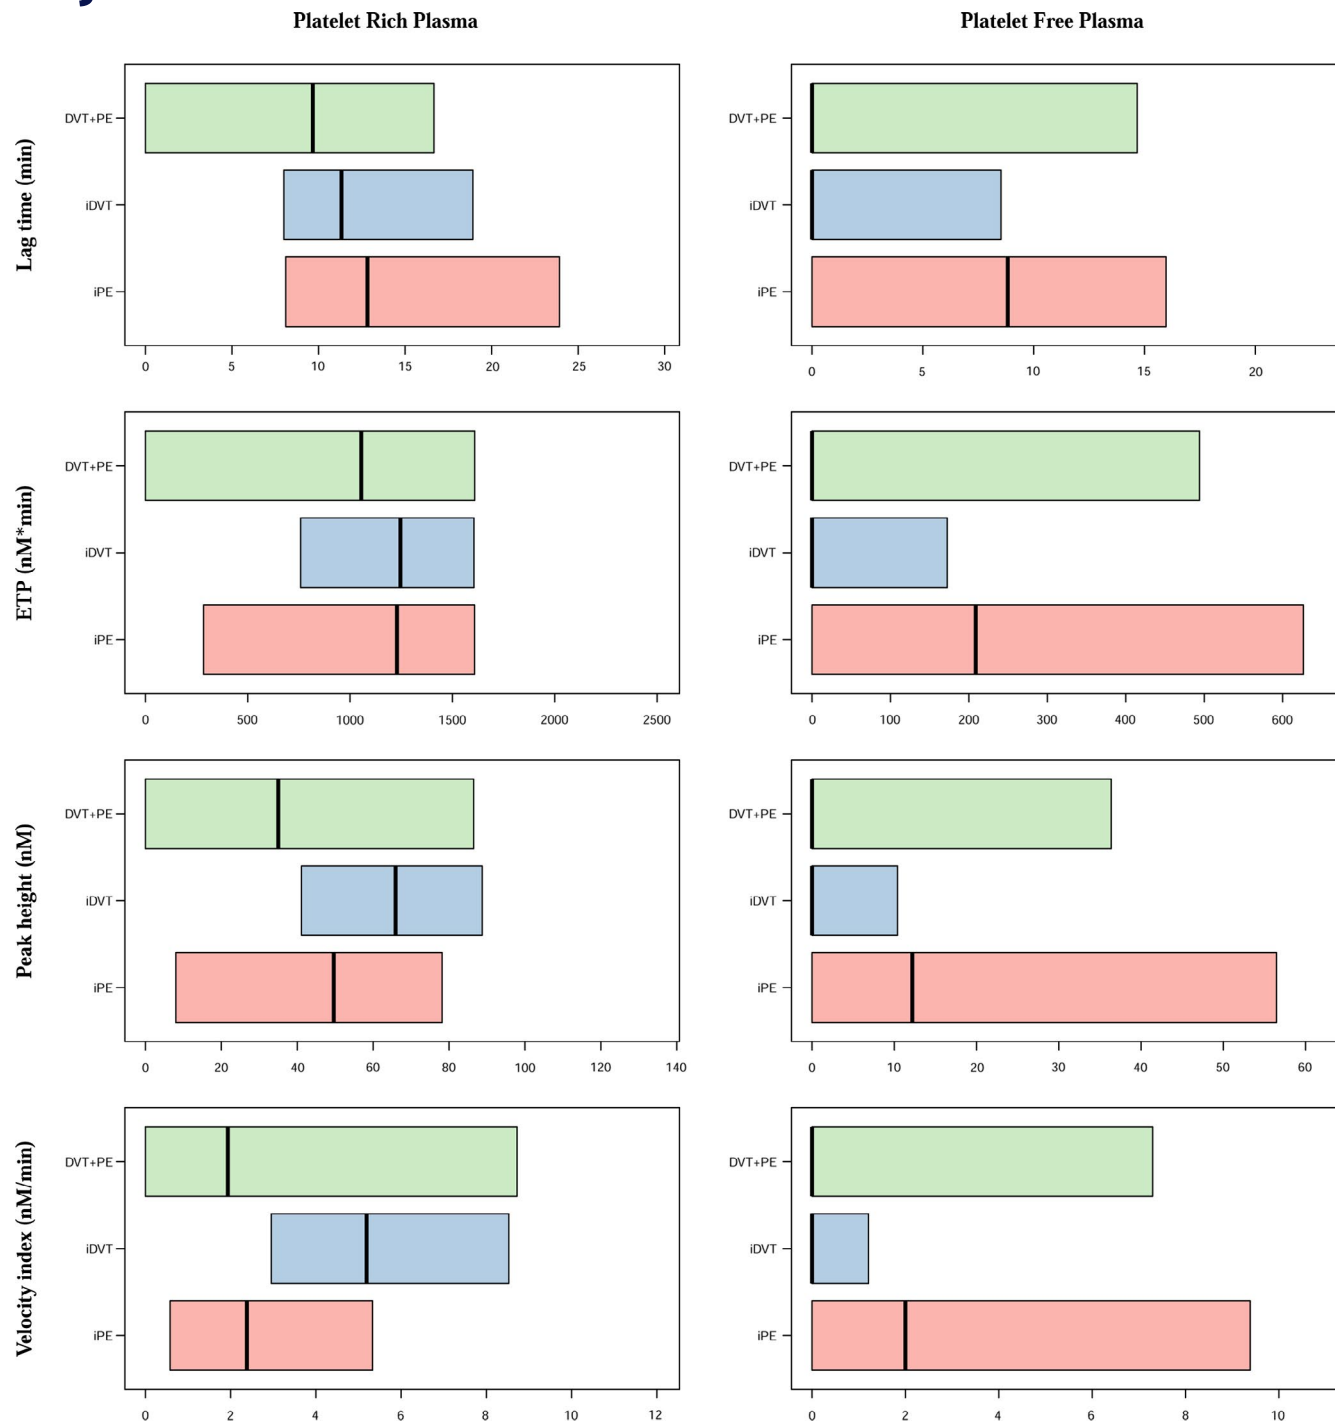 Platelet Rich Plasma
Platelet Free Plasma
Lag time (min)
DVT+PE
iDVT
iPE
0 5 10 15 20 25 30
DVT+PE
iDVT
iPE
0 5 10 15 20
ETP (nM*min)
DVT+PE
iDVT
iPE
0 500 1000 1500 2000 2500
DVT+PE
iDVT
iPE
0 100 200 300 400 500 600
Peak height (nM)
DVT+PE
iDVT
iPE
0 20 40 60 80 100 120 140
DVT+PE
iDVT
iPE
0 10 20 30 40 50 60
Velocity index (nM/min)
DVT+PE
iDVT
iPE
0 2 4 6 8 10 12
DVT+PE
iDVT
iPE
0 2 4 6 8 10